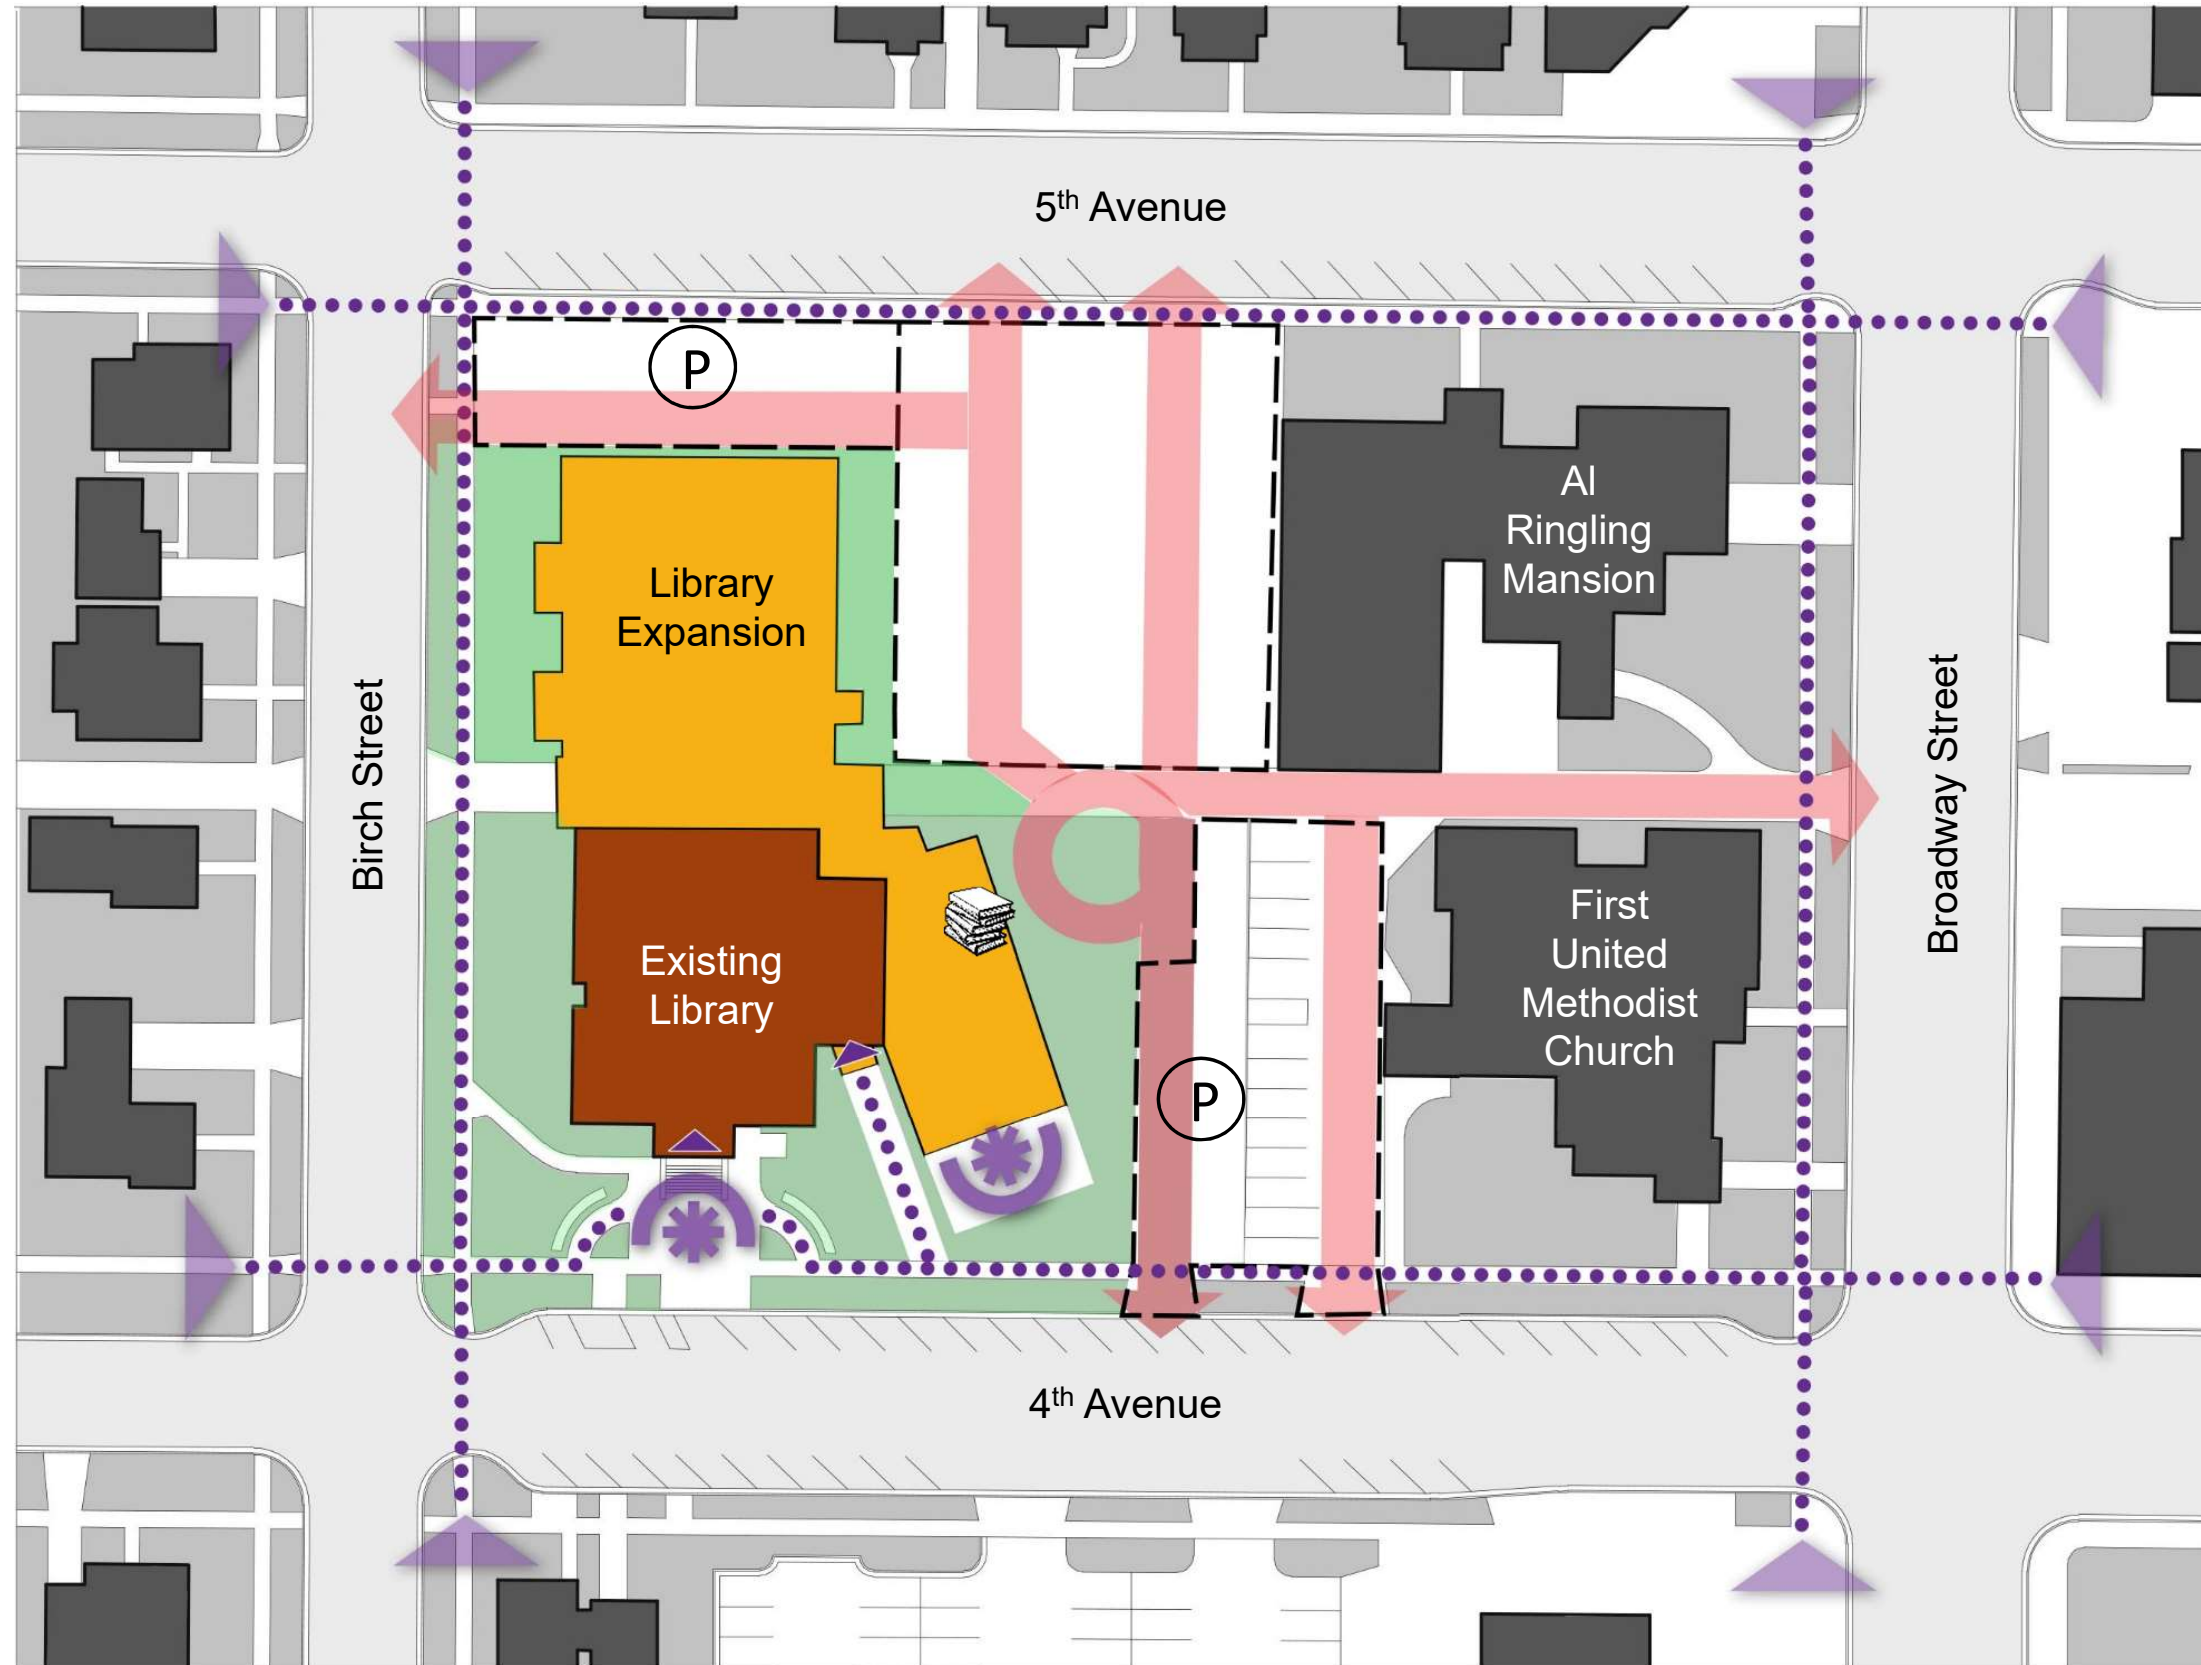 5th Avenue
P
Al
Ringling
Mansion
Library
Expansion
Birch Street
Broadway Street
Existing
Library
First
United
Methodist
Church
P
4th Avenue